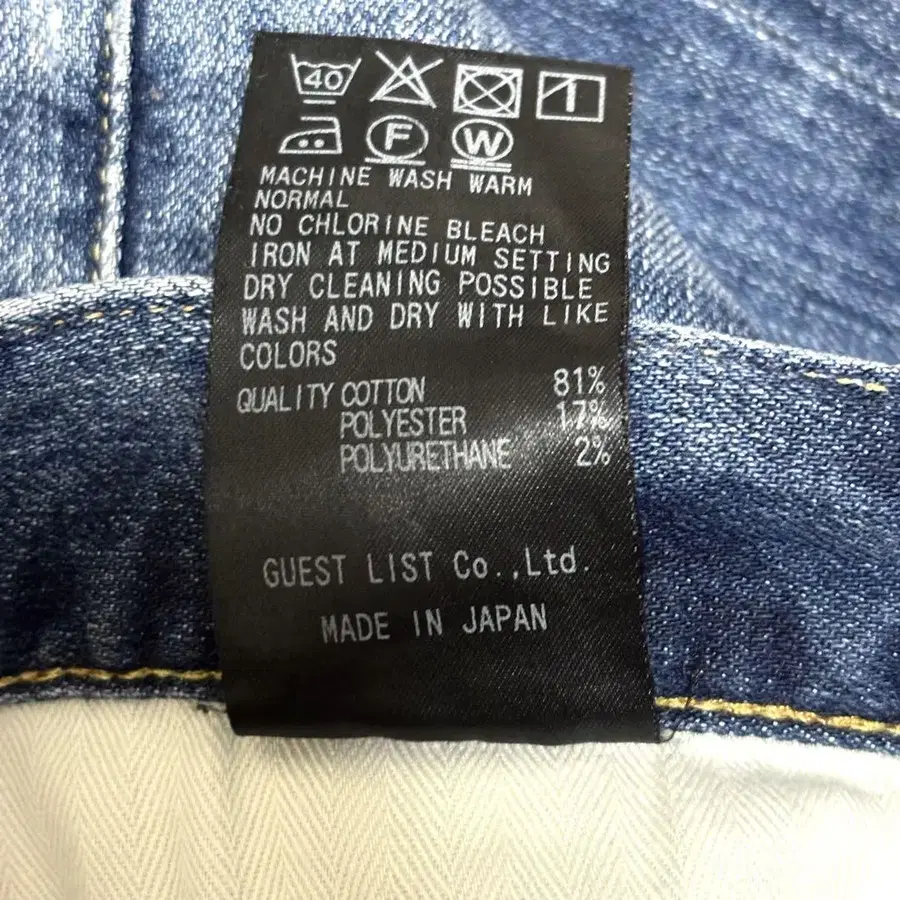 40
F W
MACHINE WASH WARM
NORMAL
NO CHLORINE BLEACH
IRON AT MEDIUM SETTING
DRY CLEANING POSSIBLE
WASH AND DRY WITH LIKE
COLORS
QUALITY COTTON 81%
POLYESTER 17%
POLYURETHANE 2%
GUEST LIST Co.,Ltd.
MADE IN JAPAN